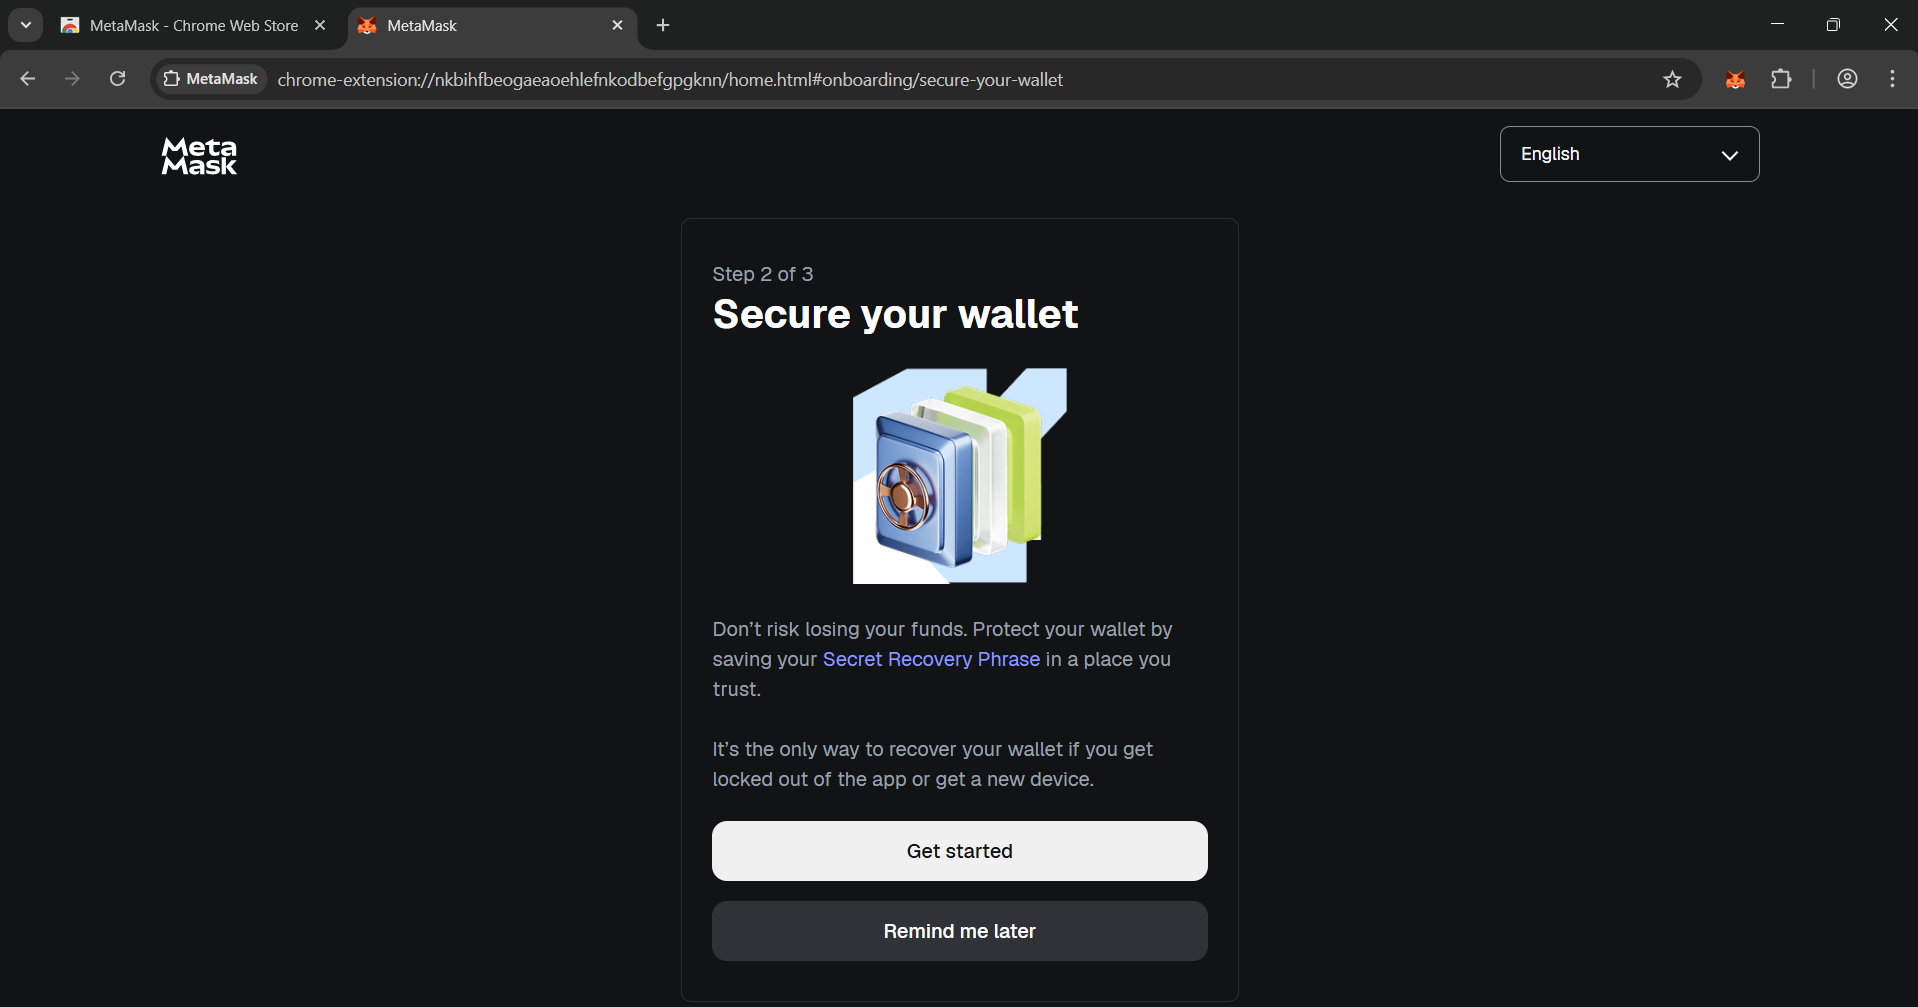 MetaMask - Chrome Web Store
MetaMask
MetaMask
chrome-extension://nkbihfbeogaeaoehlefnkodbefgpgknn/home.html#onboarding/secure-your-wallet
Meta
Mask
English
Step 2 of 3
Secure your wallet
Don’t risk losing your funds. Protect your wallet by
saving your Secret Recovery Phrase in a place you
trust.
It’s the only way to recover your wallet if you get
locked out of the app or get a new device.
Get started
Remind me later